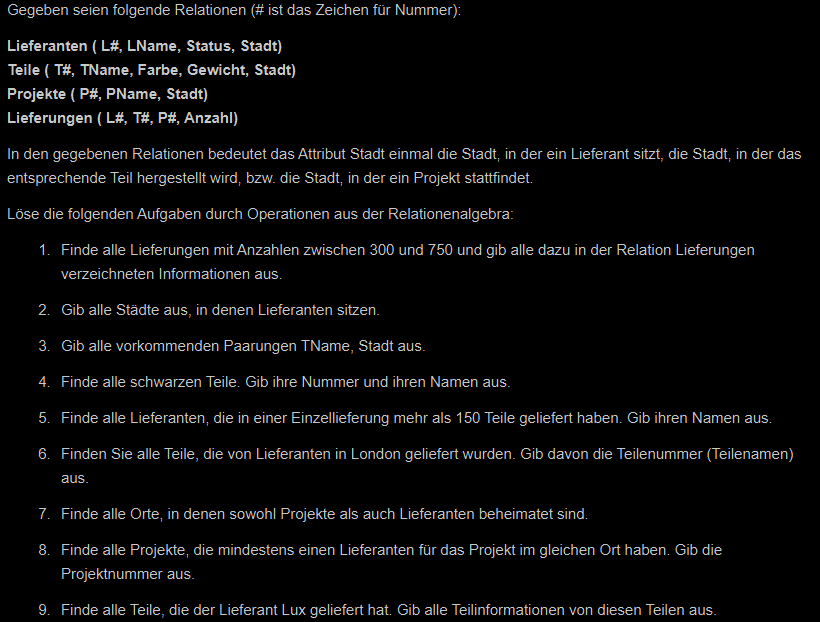 Gegeben seien folgende Relationen (# ist das Zeichen für Nummer):
Lieferanten ( L#, LName, Status, Stadt)
Teile ( T#, TName, Farbe, Gewicht, Stadt)
Projekte ( P#, PName, Stadt)
Lieferungen ( L#, T#, P#, Anzahl)
In den gegebenen Relationen bedeutet das Attribut Stadt einmal die Stadt, in der ein Lieferant sitzt, die Stadt, in der das
entsprechende Teil hergestellt wird, bzw. die Stadt, in der ein Projekt stattfindet.
Löse die folgenden Aufgaben durch Operationen aus der Relationenalgebra:
1. Finde alle Lieferungen mit Anzahlen zwischen 300 und 750 und gib alle dazu in der Relation Lieferungen
verzeichneten Informationen aus.
2. Gib alle Städte aus, in denen Lieferanten sitzen.
3. Gib alle vorkommenden Paarungen TName, Stadt aus.
4. Finde alle schwarzen Teile. Gib ihre Nummer und ihren Namen aus.
5. Finde alle Lieferanten, die in einer Einzellieferung mehr als 150 Teile geliefert haben. Gib ihren Namen aus.
6. Finden Sie alle Teile, die von Lieferanten in London geliefert wurden. Gib davon die Teilenummer (Teilenamen)
aus.
7. Finde alle Orte, in denen sowohl Projekte als auch Lieferanten beheimatet sind.
8. Finde alle Projekte, die mindestens einen Lieferanten für das Projekt im gleichen Ort haben. Gib die
Projektnummer aus.
9. Finde alle Teile, die der Lieferant Lux geliefert hat. Gib alle Teilinformationen von diesen Teilen aus.